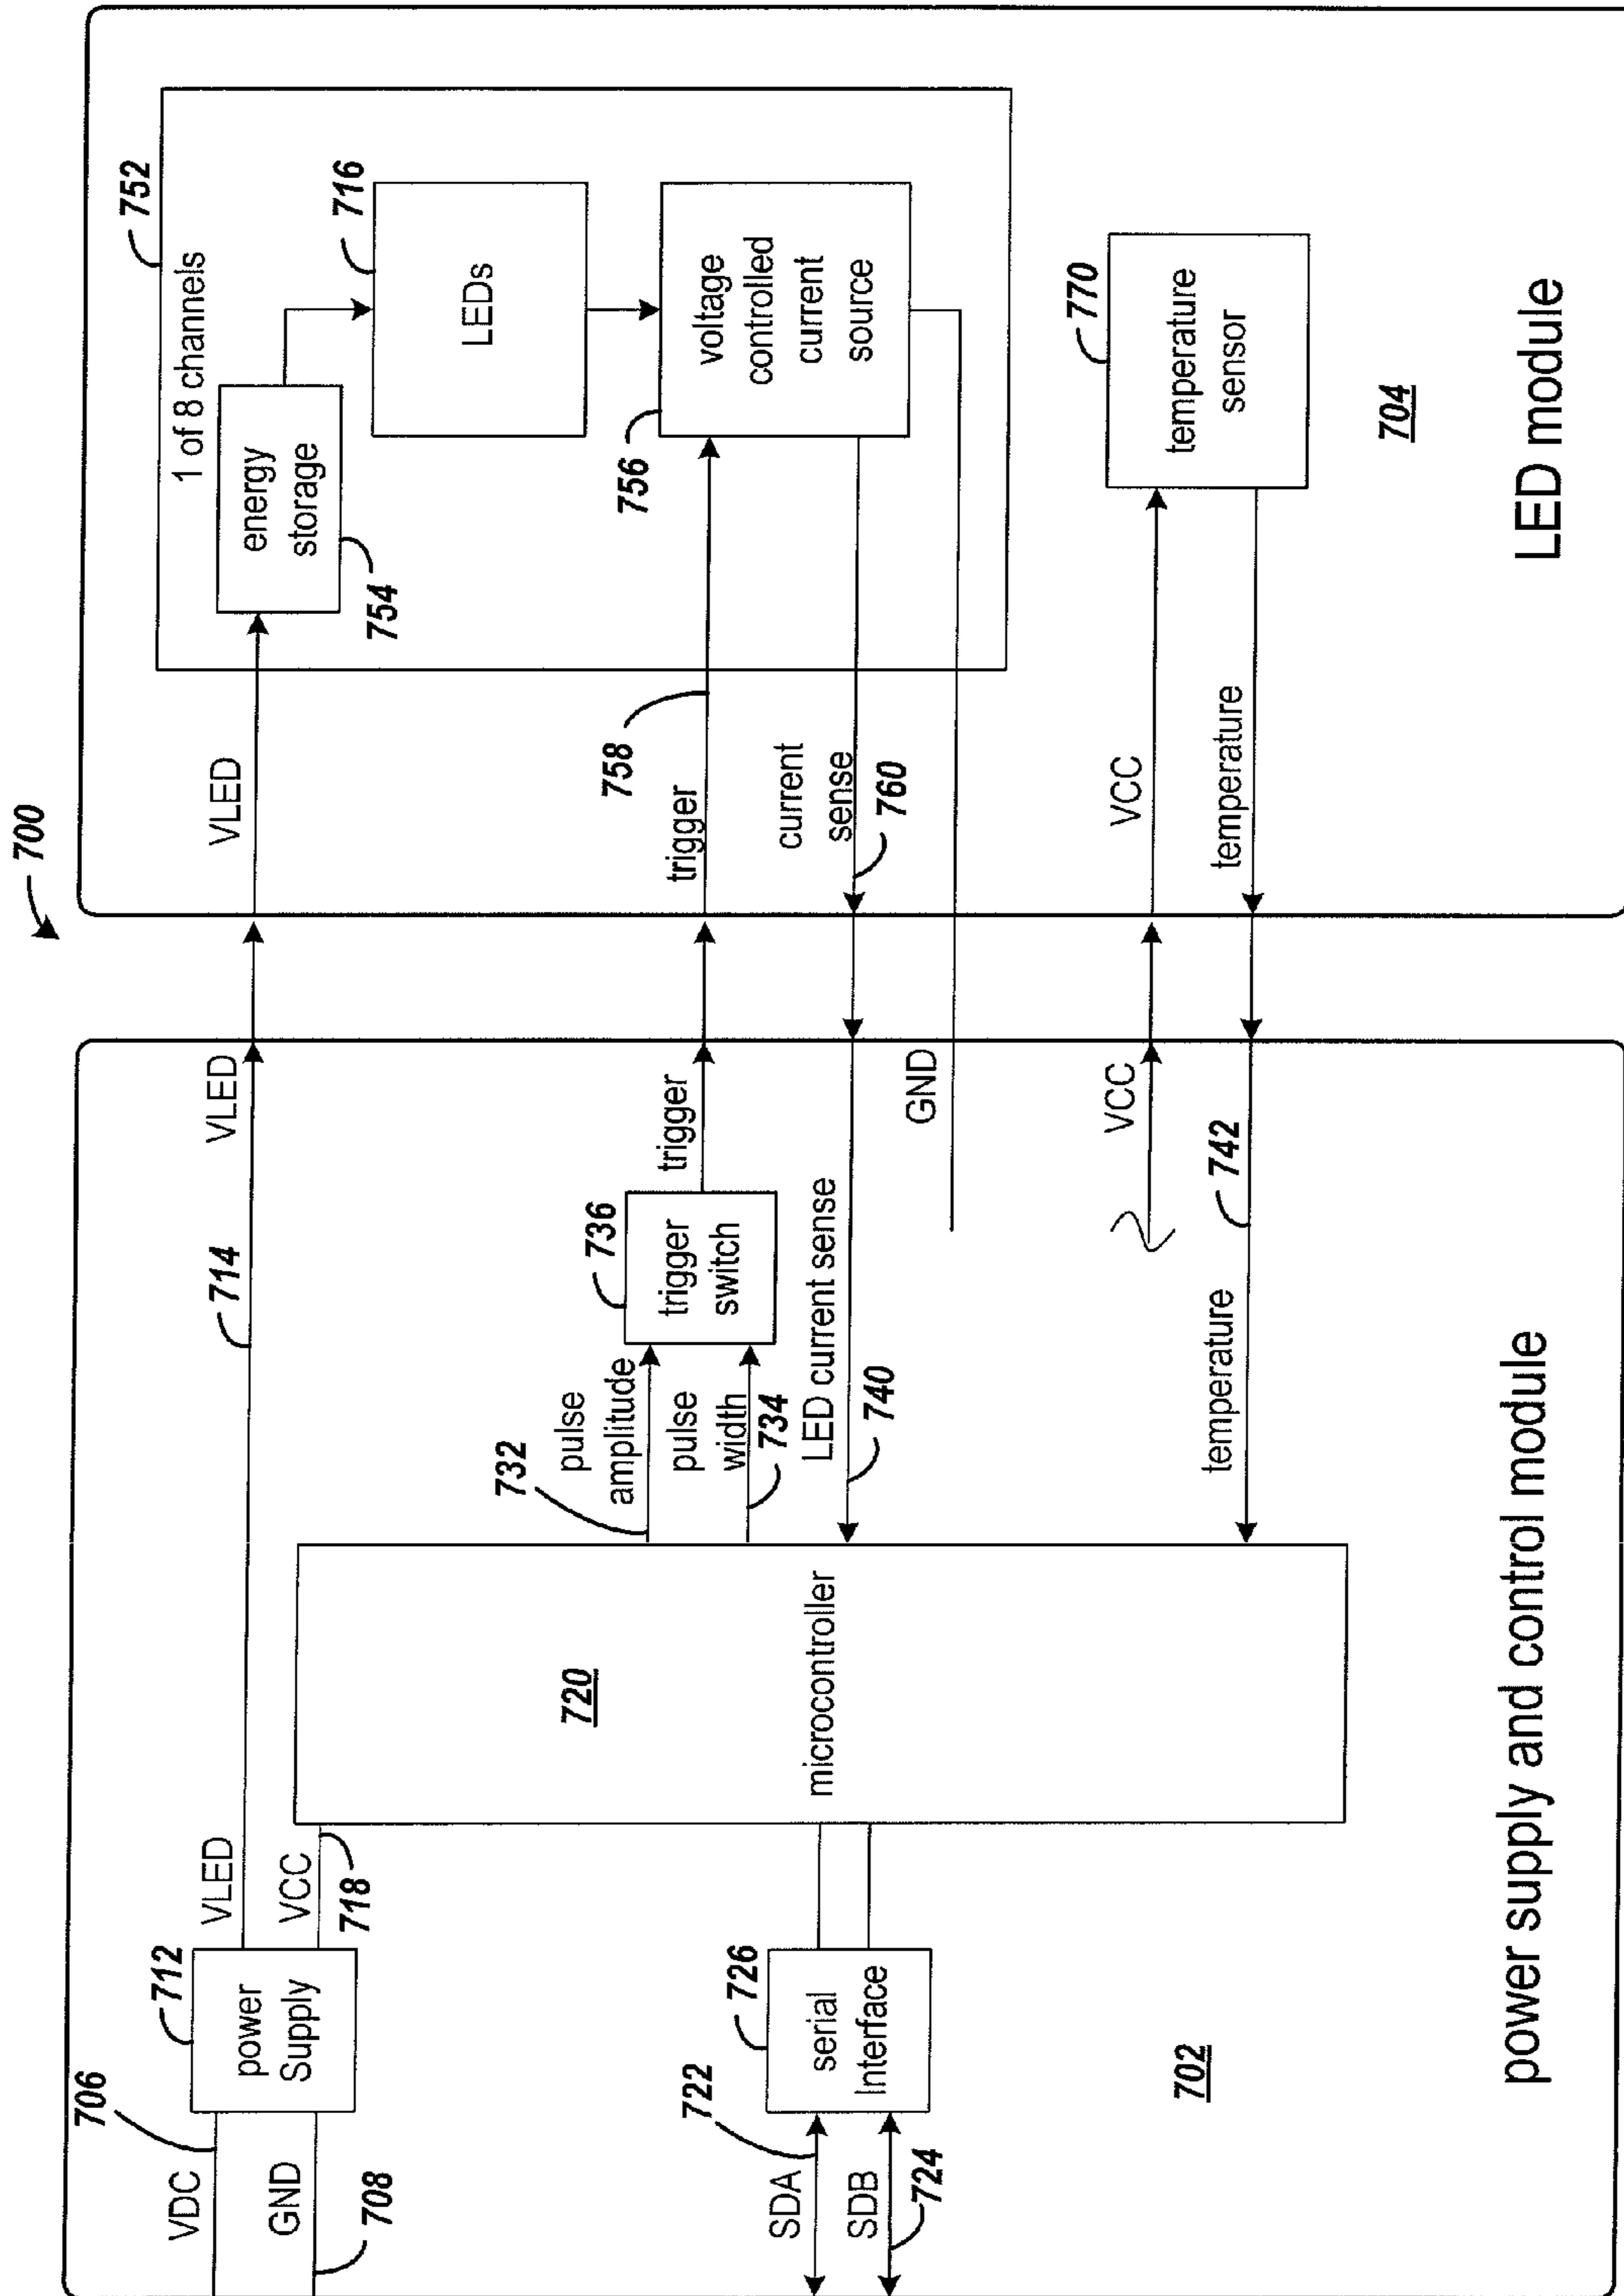 700
VDC
706
GND
708
712
power
Supply
VLED
VCC
718
714
VLED
SDA
722
SDB
724
726
serial
Interface
720
microcontroller
732
pulse
amplitude
pulse
width
734
736
trigger
switch
trigger
LED current sense
740
GND
VCC
742
temperature
702
power supply and control module
VLED
752
1 of 8 channels
energy
storage
754
716
LEDs
758
trigger
756
voltage
controlled
current
source
current
sense
760
VCC
770
temperature
sensor
temperature
704
LED module